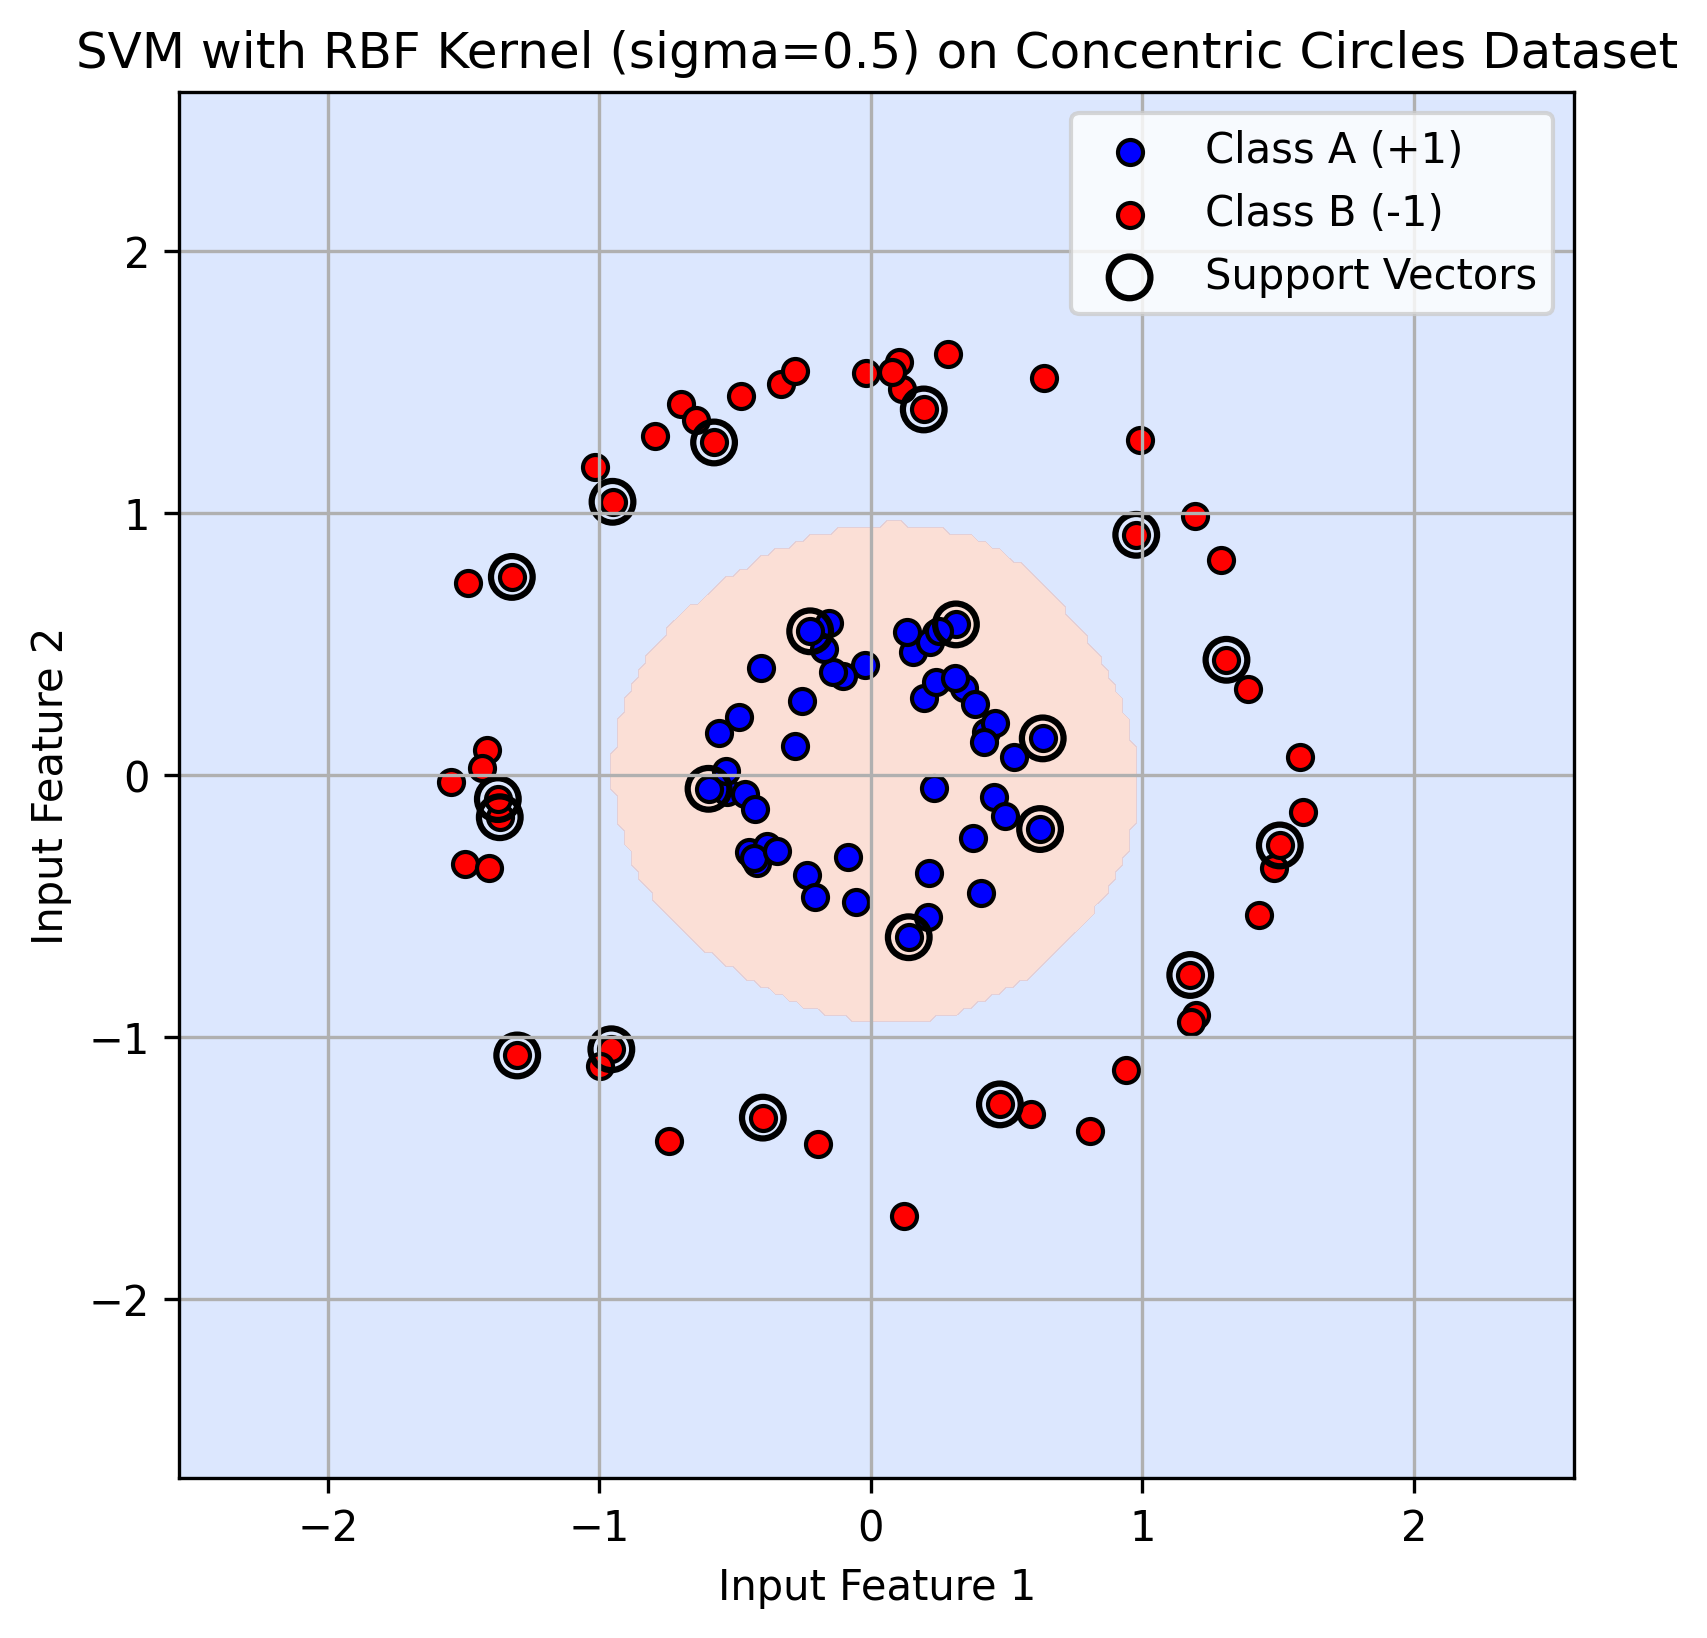 SVM with RBF Kernel (sigma=0.5) on Concentric Circles Dataset
Class A (+1)
Class B (-1)
Support Vectors
2
1
0
−1
−2
Input Feature 2
−2
−1
0
1
2
Input Feature 1